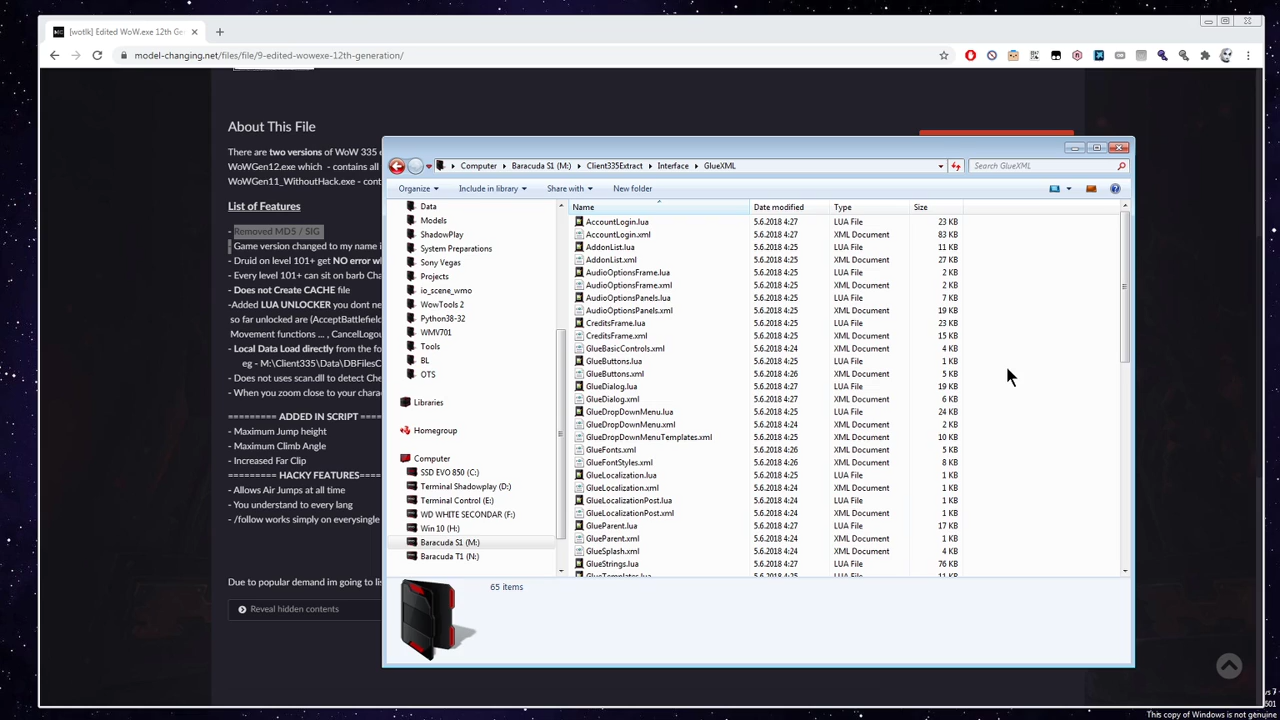 [wotlk] Edited WoW.exe 12th Ge
model-changing.net/files/file/9-edited-wowexe-12th-generation/
About This File
There are two versions of WoW 335 e
WoWGen12.exe which - contains all
WoWGen11_WithoutHack.exe - cont
List of Features
- Removed MD5 / SIG
Game version changed to my name i
- Druid on level 101+ get NO error w
- Every level 101+ can sit on barb Cha
- Does not Create CACHE file
-Added LUA UNLOCKER you dont ne
so far unlocked are (AcceptBattlefield
Movement functions ... , CancelLogou
- Local Data Load directly from the fo
eg - M:\Client335\Data\DBFilesC
- Does not uses scan.dll to detect Che
- When you zoom close to your chara
========= ADDED IN SCRIPT =====
- Maximum Jump height
- Maximum Climb Angle
- Increased Far Clip
========= HACKY FEATURES=====
- Allows Air Jumps at all time
- You understand to every lang
- /follow works simply on everysingle
Due to popular demand im going to lis
Reveal hidden contents
Computer Baracuda S1 (M:) Client335Extract Interface GlueXML
Search GlueXML
Organize Include in library Share with New folder
Data
Models
ShadowPlay
System Preparations
Sony Vegas
Projects
io_scene_wmo
WowTools 2
Python38-32
WMV701
Tools
BL
OTS
Libraries
Homegroup
Computer
SSD EVO 850 (C:)
Terminal Shadowplay (D:)
Terminal Control (E:)
WD WHITE SECONDAR (F:)
Win 10 (H:)
Baracuda S1 (M:)
Baracuda T1 (N:)
Name Date modified Type Size
AccountLogin.lua 5.6.2018 4:27 LUA File 23 KB
AccountLogin.xml 5.6.2018 4:27 XML Document 83 KB
AddonList.lua 5.6.2018 4:25 LUA File 17 KB
AddonList.xml 5.6.2018 4:25 XML Document 27 KB
AudioOptionsFrame.lua 5.6.2018 4:25 LUA File 2 KB
AudioOptionsFrame.xml 5.6.2018 4:25 XML Document 2 KB
AudioOptionsPanels.lua 5.6.2018 4:25 LUA File 7 KB
AudioOptionsPanels.xml 5.6.2018 4:25 XML Document 19 KB
CreditsFrame.lua 5.6.2018 4:25 LUA File 23 KB
CreditsFrame.xml 5.6.2018 4:25 XML Document 15 KB
GlueBasicControls.xml 5.6.2018 4:24 XML Document 4 KB
GlueButtons.lua 5.6.2018 4:25 LUA File 1 KB
GlueButtons.xml 5.6.2018 4:26 XML Document 5 KB
GlueDialog.lua 5.6.2018 4:27 LUA File 19 KB
GlueDialog.xml 5.6.2018 4:26 XML Document 6 KB
GlueDropDownMenu.lua 5.6.2018 4:25 LUA File 24 KB
GlueDropDownMenu.xml 5.6.2018 4:25 XML Document 2 KB
GlueDropDownMenuTemplates.xml 5.6.2018 4:25 XML Document 10 KB
GlueFonts.xml 5.6.2018 4:26 XML Document 5 KB
GlueFontStyles.xml 5.6.2018 4:26 XML Document 8 KB
GlueLocalization.lua 5.6.2018 4:25 LUA File 1 KB
GlueLocalization.xml 5.6.2018 4:24 XML Document 1 KB
GlueLocalizationPost.lua 5.6.2018 4:24 LUA File 1 KB
GlueLocalizationPost.xml 5.6.2018 4:24 XML Document 1 KB
GlueParent.lua 5.6.2018 4:27 LUA File 17 KB
GlueParent.xml 5.6.2018 4:24 XML Document 1 KB
GlueSplash.xml 5.6.2018 4:24 XML Document 4 KB
GlueStrings.lua 5.6.2018 4:27 LUA File 76 KB
GlueTemplates.lua 5.6.2018 4:25 LUA File 11 KB
65 items
s 7
601
This copy of Windows is not genuine